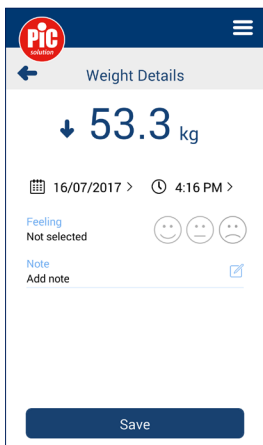 PiC
solution
Weight Details
53.3 kg
16/07/2017 > 4:16 PM >
Feeling
Not selected
Note
Add note
Save